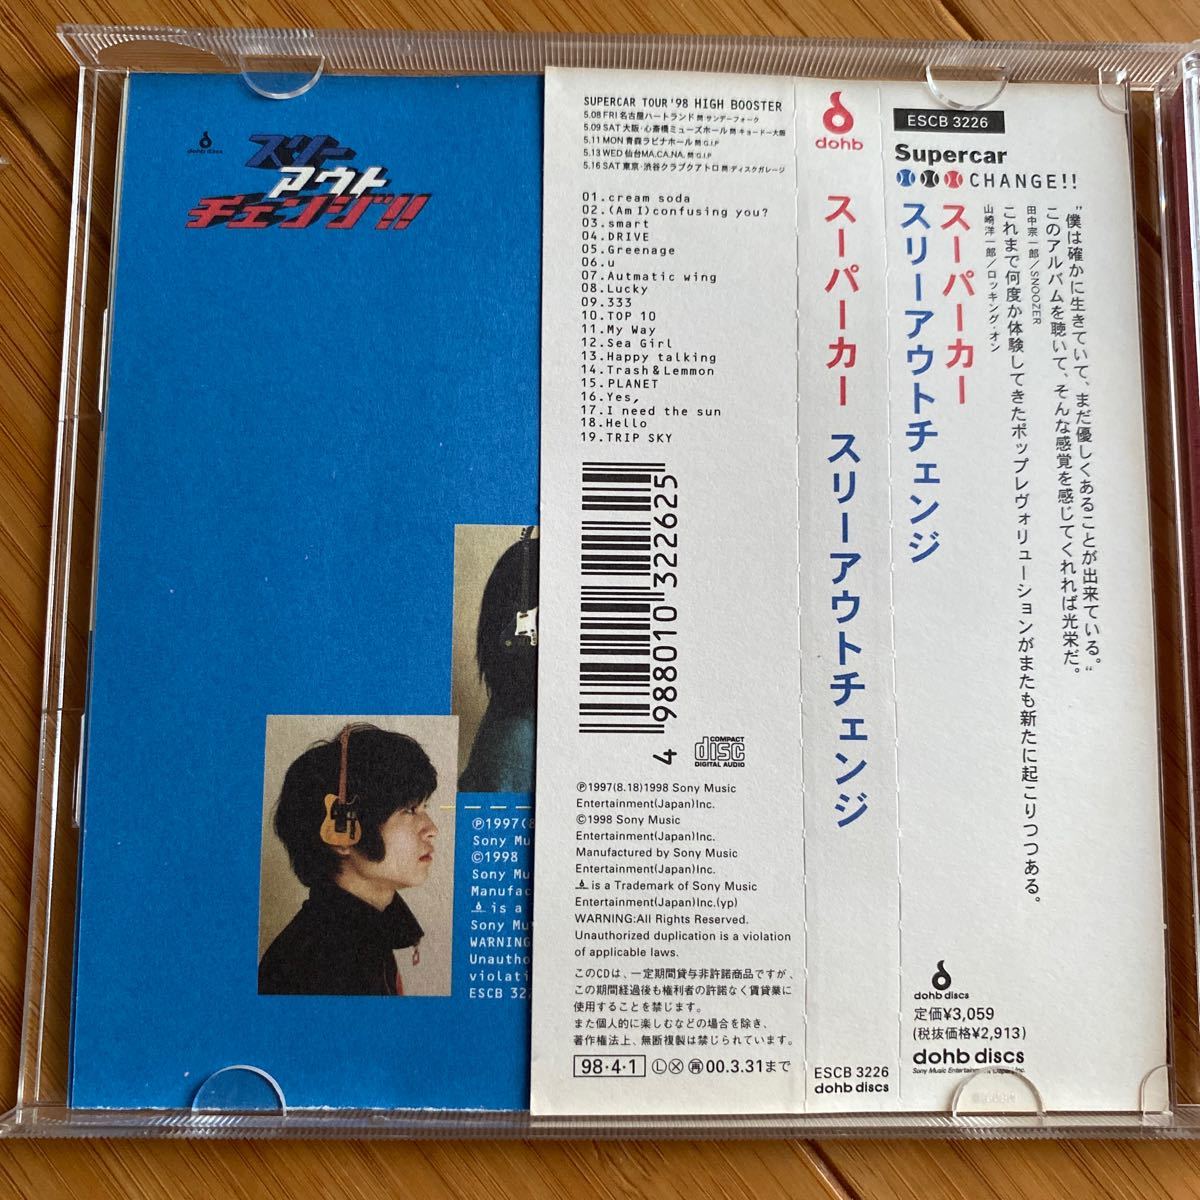 dohb discs
スリー
アウト
チェンジ!!
℗1997(8.
Sony Mu
©1998
Sony Mus
Manufac
is a
Sony Mu
WARNING
Unautho
violati
ESCB 32
SUPERCAR TOUR '98 HIGH BOOSTER
5.08 FRI 名古屋ハートランド 問 サンデーフォーク
5.09 SAT 大阪・心斎橋ミューズホール 問 キョードー大阪
5.11 MON 青森ラビナホール 問 G.I.P
5.13 WED 仙台MA.CA.NA. 問 G.I.P
5.16 SAT 東京・渋谷クラブクアトロ 問 ディスクガレージ
01.cream soda
02.(Am I)confusing you?
03.smart
04.DRIVE
05.Greenage
06.u
07.Autmatic wing
08.Lucky
09.333
10.TOP 10
11.My Way
12.Sea Girl
13.Happy talking
14.Trash＆Lemmon
15.PLANET
16.Yes,
17.I need the sun
18.Hello
19.TRIP SKY
4 988010 322625
COMPACT
disc
DIGITAL AUDIO
℗1997(8.18)1998 Sony Music
Entertainment(Japan)Inc.
©1998 Sony Music
Entertainment(Japan)Inc.
Manufactured by Sony Music
Entertainment(Japan)Inc.
is a Trademark of Sony Music
Entertainment(Japan)Inc.(yp)
WARNING:All Rights Reserved.
Unauthorized duplication is a violation
of applicable laws.
このCDは、一定期間貸与非許諾商品ですが、
この期間経過後も権利者の許諾なく賃貸業に
使用することを禁じます。
また個人的に楽しむなどの場合を除き、
著作権法上、無断複製は禁じられています。
98・4・1 Ⓛ Ⓧ 再 00.3.31まで
dohb
スーパーカー スリーアウトチェンジ
ESCB 3226
dohb discs
ESCB 3226
Supercar
CHANGE!!
スーパーカー
スリーアウトチェンジ
“僕は確かに生きていて、まだ優しくあることが出来ている。”
このアルバムを聴いて、そんな感覚を感じてくれれば光栄だ。
田中宗一郎/SNOOZER
これまで何度か体験してきたポップレヴォリューションがまたも新たに起こりつつある。
山崎洋一郎/ロッキング・オン
dohb discs
定価¥3,059
(税抜価格¥2,913)
dohb discs
Sony Music Entertainment (Japan) Inc.